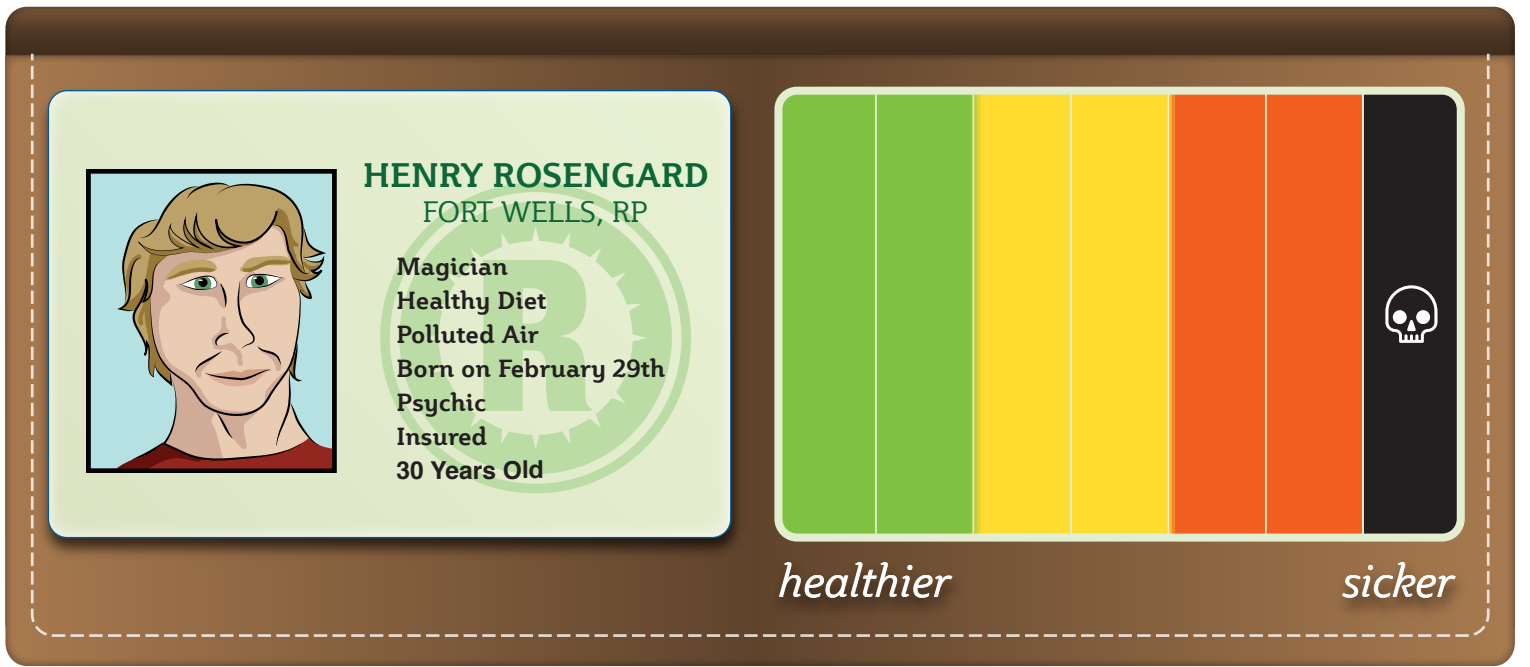 HENRY ROSENGARD
FORT WELLS, RP
R
Magician
Healthy Diet
Polluted Air
Born on February 29th
Psychic
Insured
30 Years Old
healthier
sicker